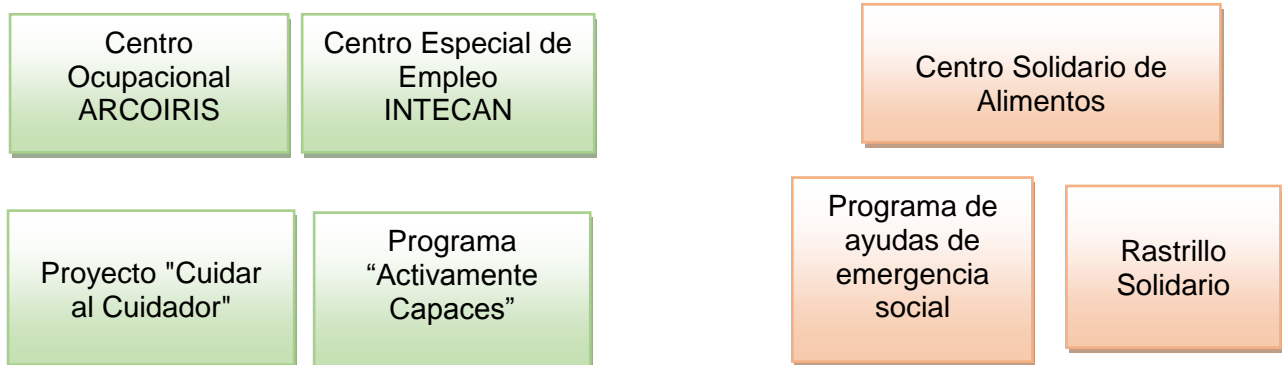 Centro
Ocupacional
ARCOIRIS
Centro Especial de
Empleo
INTECAN
Centro Solidario de
Alimentos
Proyecto "Cuidar
al Cuidador"
Programa
“Activamente
Capaces”
Programa de
ayudas de
emergencia
social
Rastrillo
Solidario